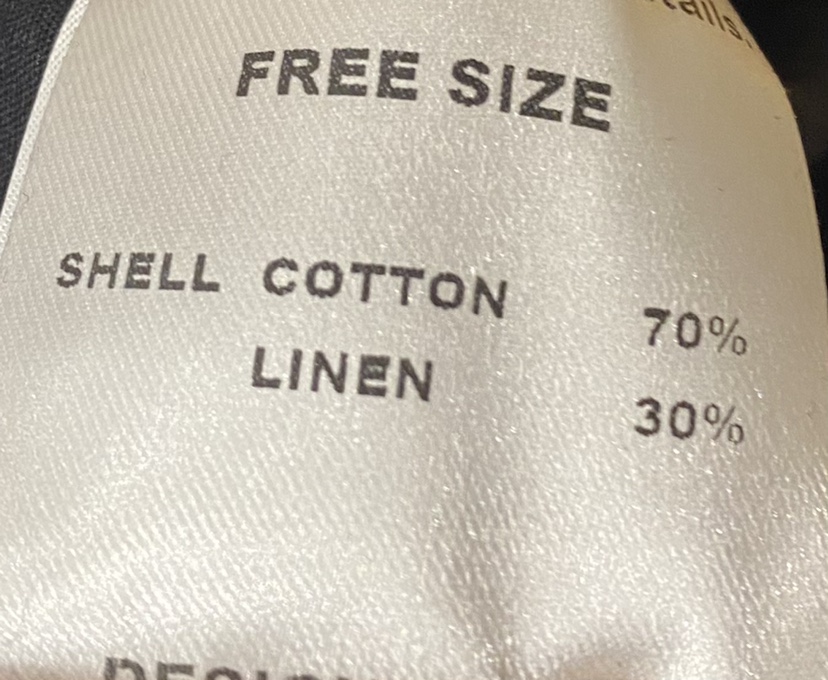 FREE SIZE
SHELL COTTON 70%
LINEN 30%